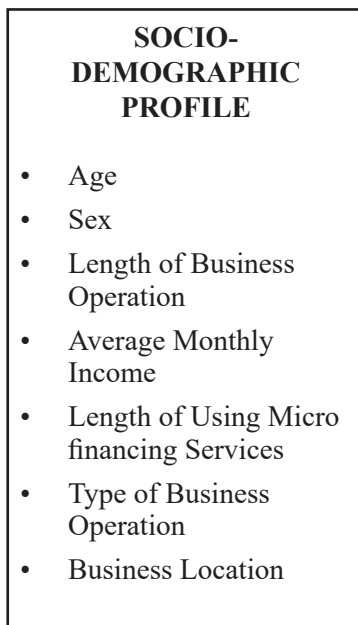 SOCIO-
DEMOGRAPHIC
PROFILE
• Age
• Sex
• Length of Business
Operation
• Average Monthly
Income
• Length of Using Micro
financing Services
• Type of Business
Operation
• Business Location